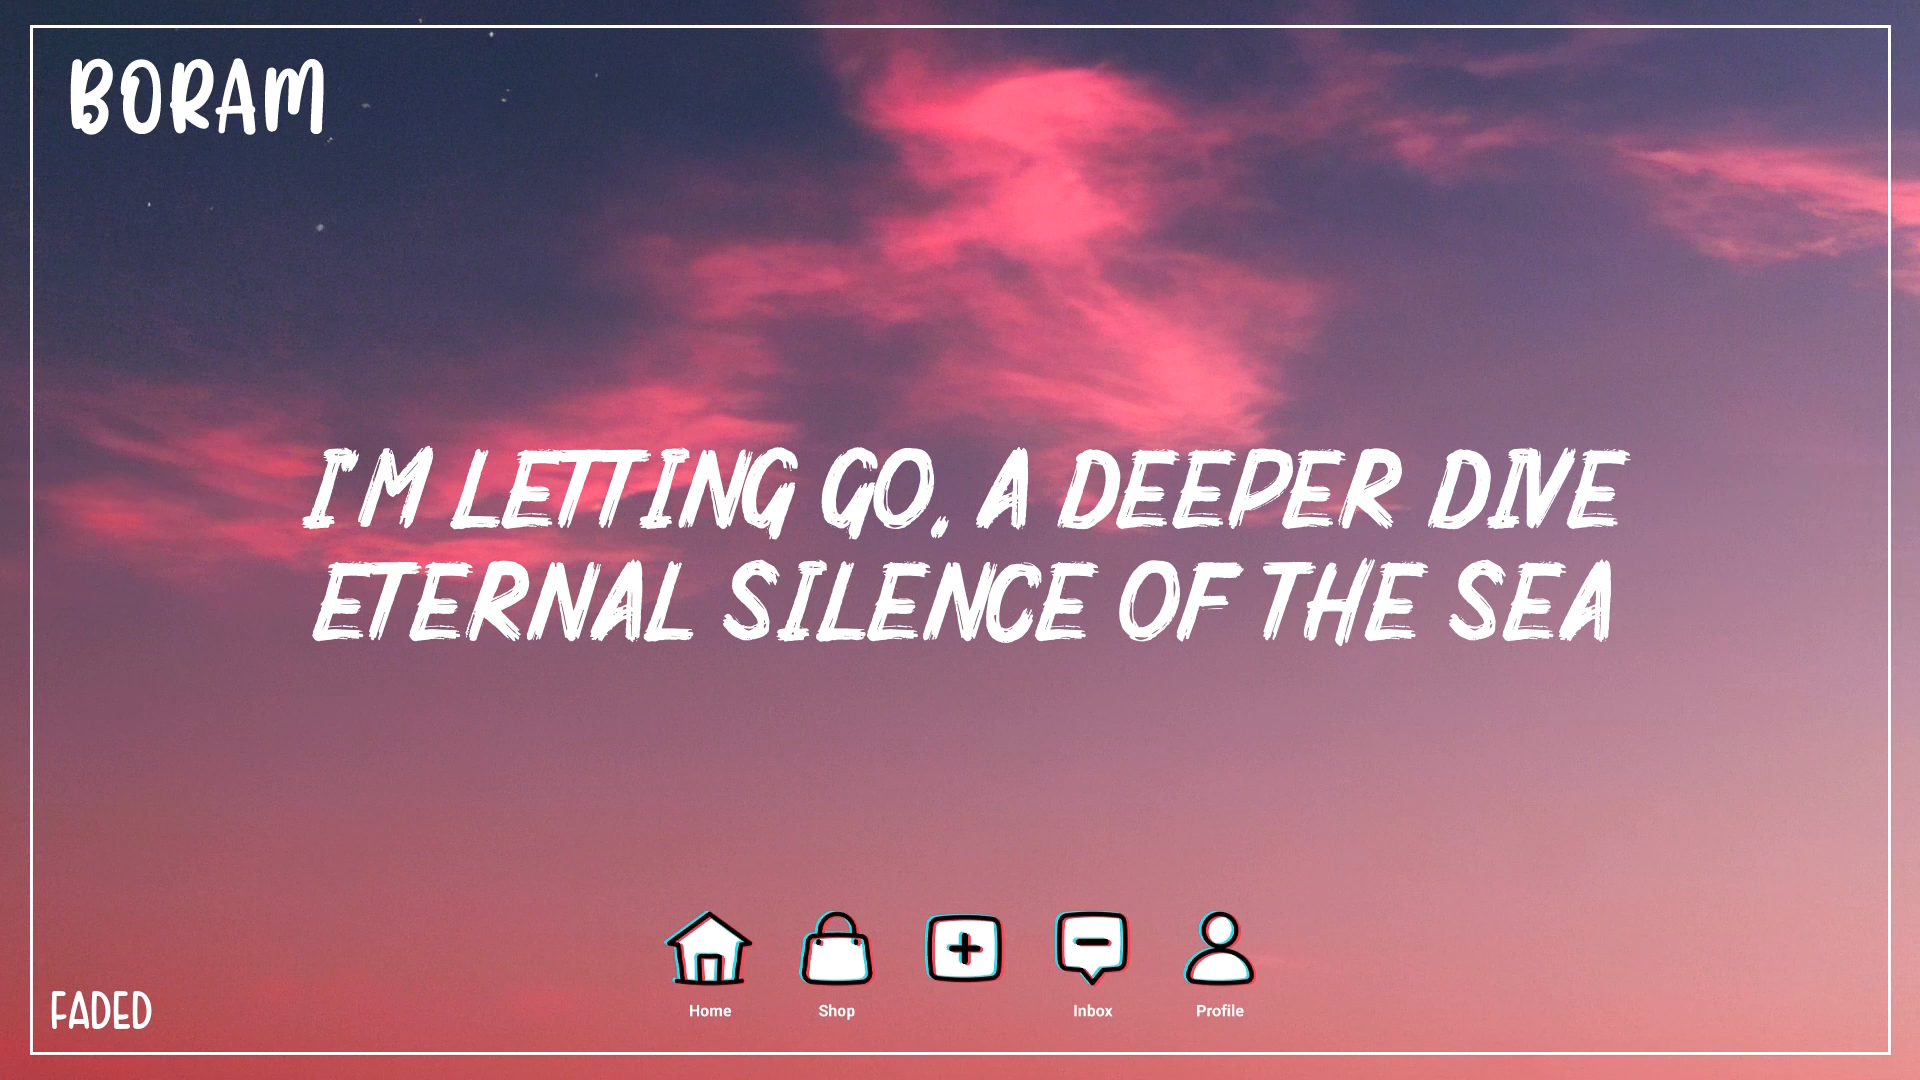 BORAM
I'M LETTING GO, A DEEPER DIVE
ETERNAL SILENCE OF THE SEA
Home Shop Inbox Profile
FADED